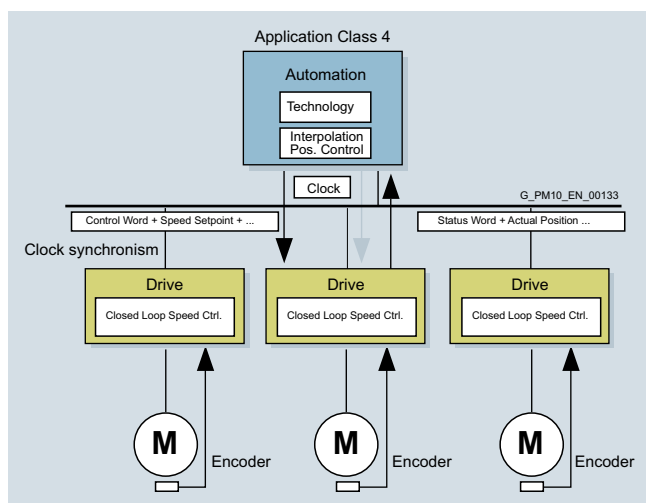 Application Class 4
Automation
Technology
Interpolation
Pos. Control
Clock
G_PM10_EN_00133
Control Word + Speed Setpoint + ...
Status Word + Actual Position ...
Clock synchronism
Drive
Drive
Drive
Closed Loop Speed Ctrl.
Closed Loop Speed Ctrl.
Closed Loop Speed Ctrl.
M
M
M
Encoder
Encoder
Encoder